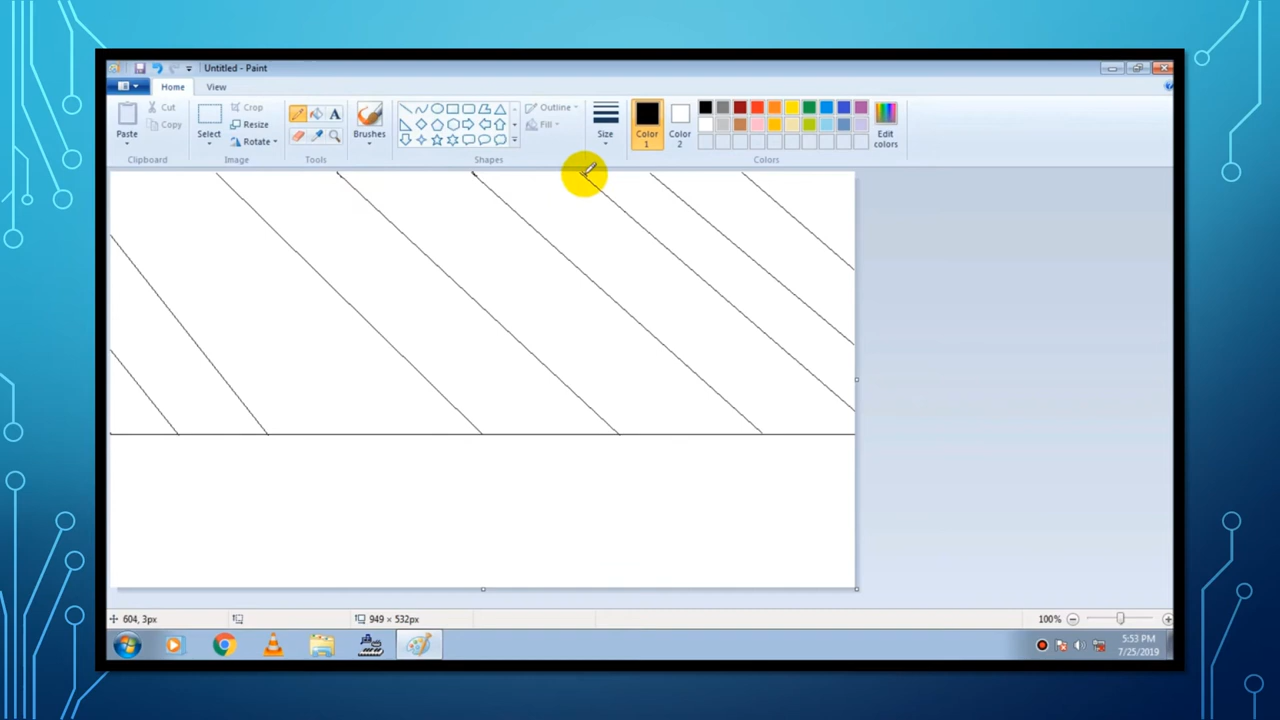 Untitled - Paint
Home View
Cut
Copy
Paste
Clipboard
Crop
Resize
Rotate
Select
Image
A
Tools
Brushes
Outline
Fill
Shapes
Size
Color 1
Color 2
Edit colors
Colors
604, 3px
949 × 532px
100%
5:53 PM
7/25/2019